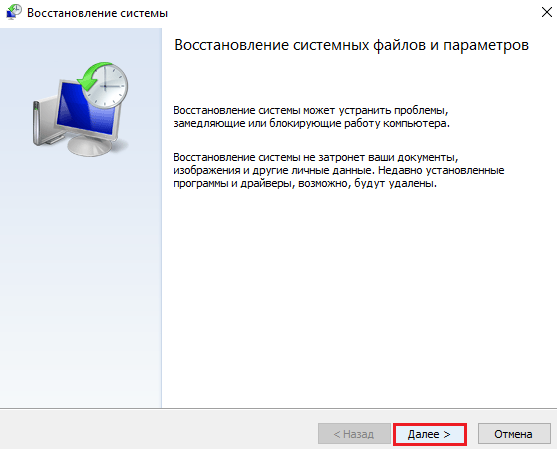 Восстановление системы
Восстановление системных файлов и параметров
Восстановление системы может устранить проблемы,
замедляющие или блокирующие работу компьютера.
Восстановление системы не затронет ваши документы,
изображения и другие личные данные. Недавно установленные
программы и драйверы, возможно, будут удалены.
< Назад Далее > Отмена